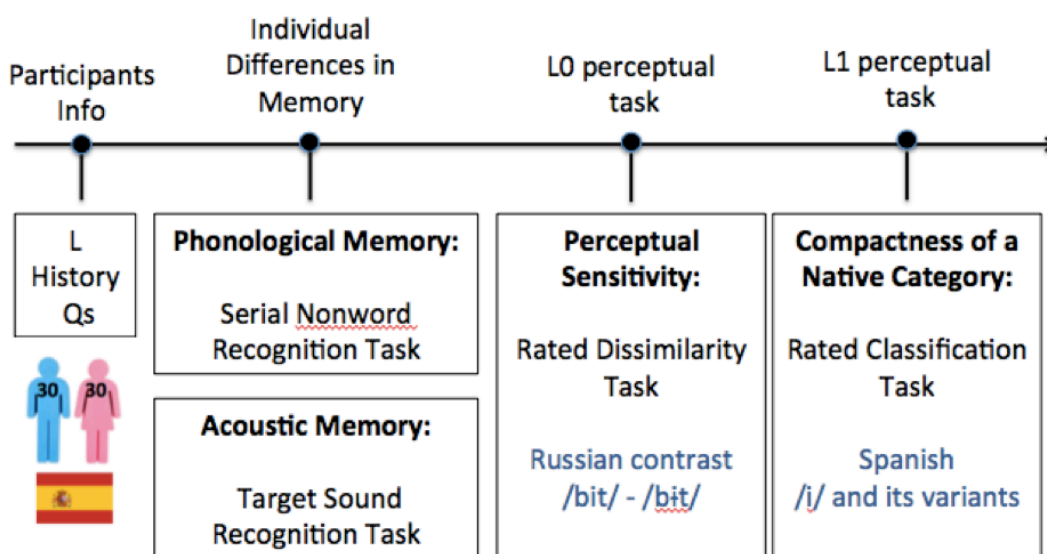 Participants
Info
Individual
Differences in
Memory
L0 perceptual
task
L1 perceptual
task
L
History
Qs
30 30
Phonological Memory:
Serial Nonword
Recognition Task
Acoustic Memory:
Target Sound
Recognition Task
Perceptual
Sensitivity:
Rated Dissimilarity
Task
Russian contrast
/bit/ - /bɨt/
Compactness of a
Native Category:
Rated Classification
Task
Spanish
/i/ and its variants